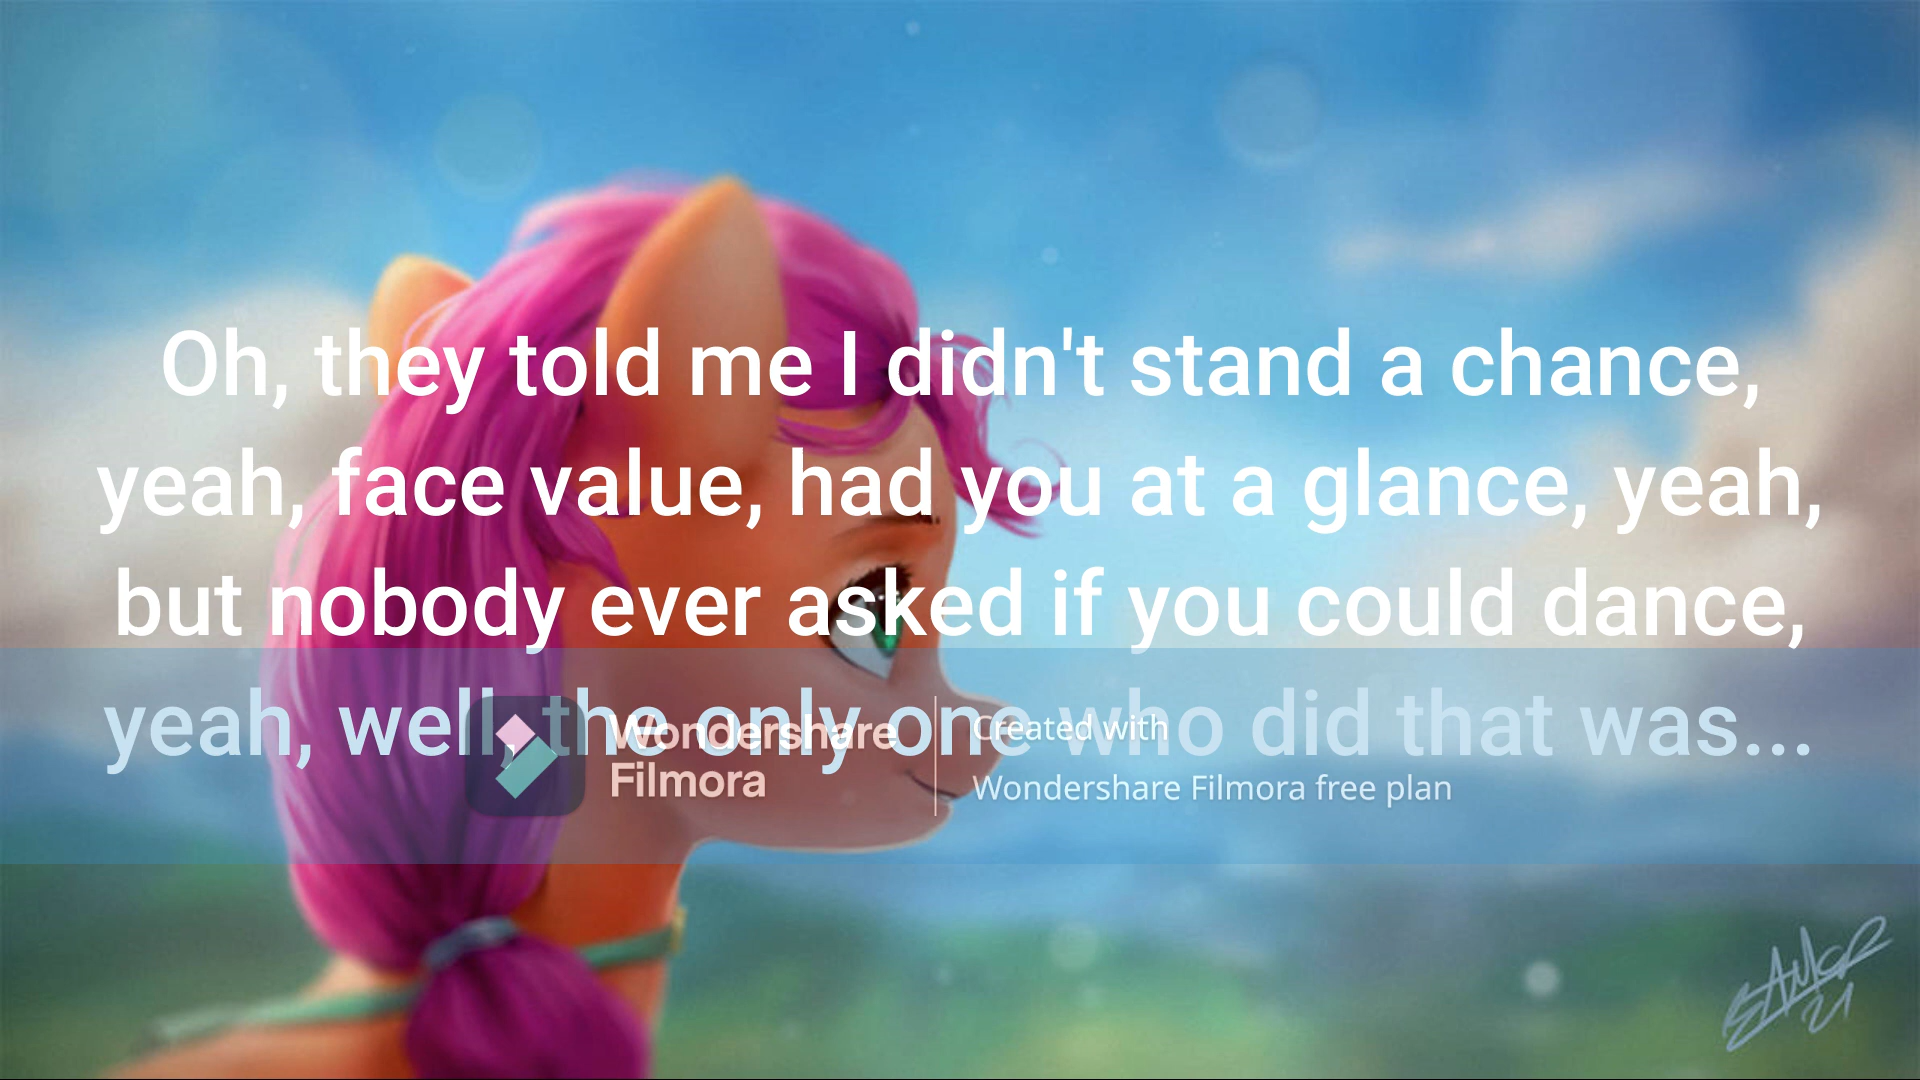 Oh, they told me I didn't stand a chance,
yeah, face value, had you at a glance, yeah,
but nobody ever asked if you could dance,
yeah, well, the only one who did that was...
Wondershare
Filmora
Created with
Wondershare Filmora free plan
21